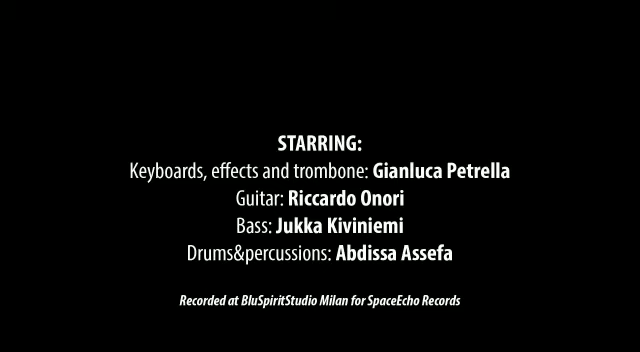 STARRING:
Keyboards, effects and trombone: Gianluca Petrella
Guitar: Riccardo Onori
Bass: Jukka Kiviniemi
Drums&percussions: Abdissa Assefa
Recorded at BluSpiritStudio Milan for SpaceEcho Records